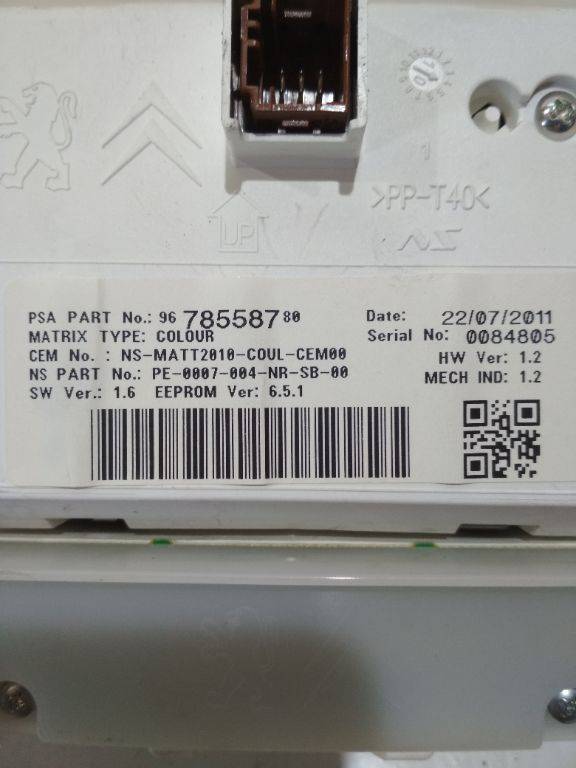 1
>PP-T40<
UP
PSA PART No.: 96 785587 80
Date: 22/07/2011
MATRIX TYPE: COLOUR
Serial No: 0084805
CEM No. : NS-MATT2010-COUL-CEM00
HW Ver: 1.2
NS PART No.: PE-0007-004-NR-SB-00
MECH IND: 1.2
SW Ver.: 1.6 EEPROM Ver: 6.5.1